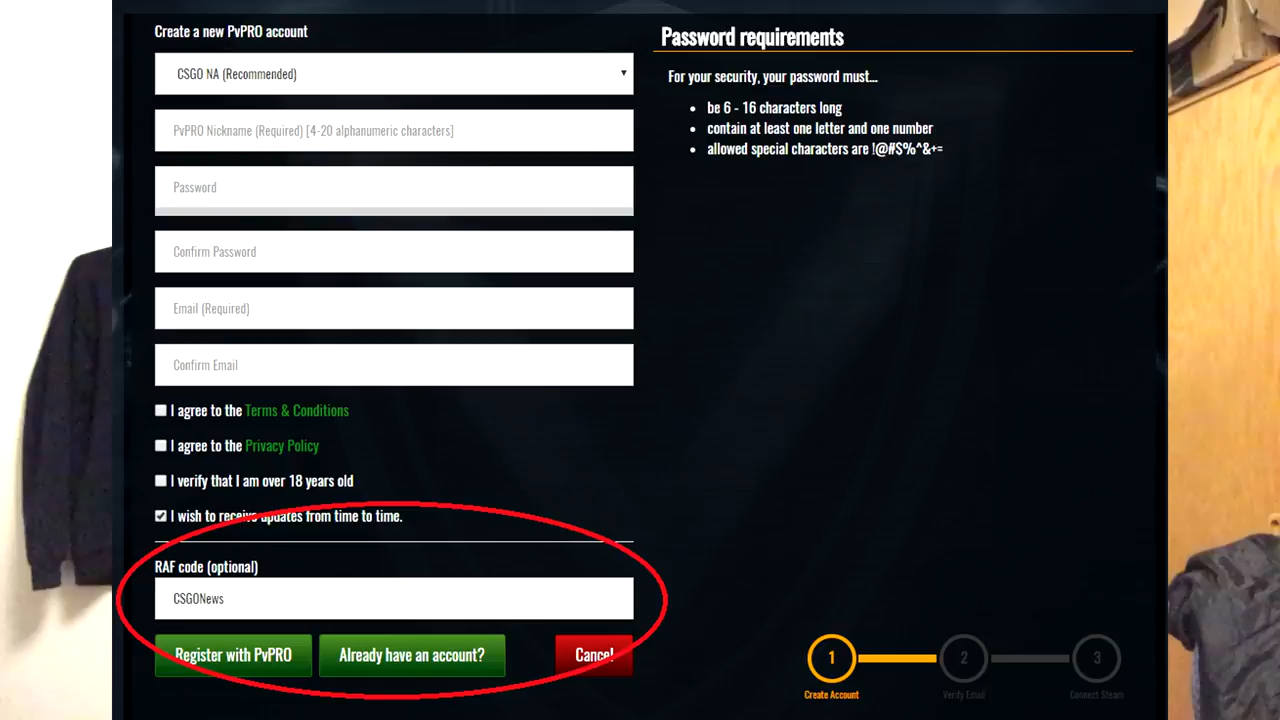 Create a new PvPRO account
CSGO NA (Recommended)
PvPRO Nickname (Required) [4-20 alphanumeric characters]
Password
Confirm Password
Email (Required)
Confirm Email
I agree to the Terms & Conditions
I agree to the Privacy Policy
I verify that I am over 18 years old
I wish to receive updates from time to time.
RAF code (optional)
CSGONews
Register with PvPRO
Already have an account?
Cancel
Password requirements
For your security, your password must...
be 6 - 16 characters long
contain at least one letter and one number
allowed special characters are !@#$%^&+=
1
2
3
Create Account
Verify Email
Connect Steam